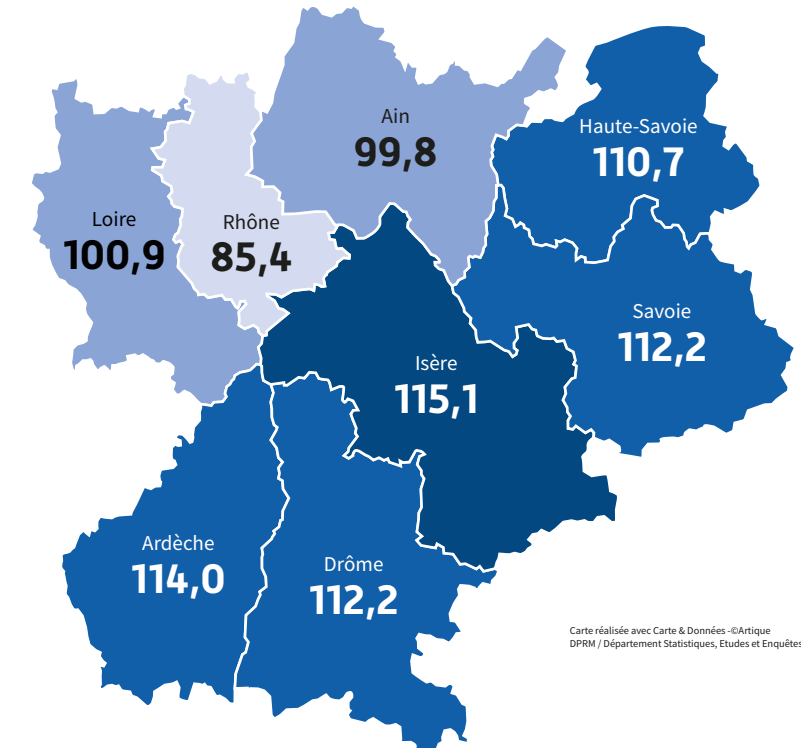 Ain
99,8
Haute-Savoie
110,7
Loire
100,9
Rhône
85,4
Savoie
112,2
Isère
115,1
Ardèche
114,0
Drôme
112,2
Carte réalisée avec Carte & Données -©Artique
DPRM / Département Statistiques, Etudes et Enquêtes